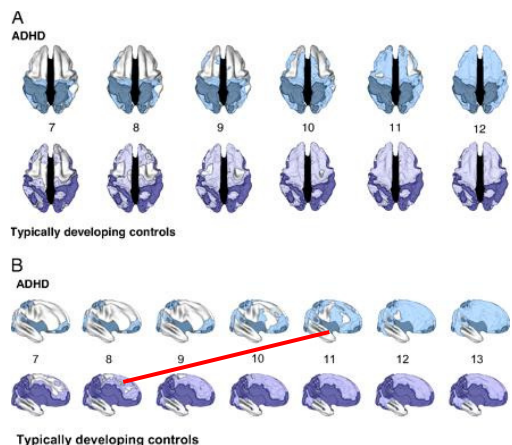 A
ADHD
7 8 9 10 11 12
Typically developing controls
B
ADHD
7 8 9 10 11 12 13
Typically developing controls